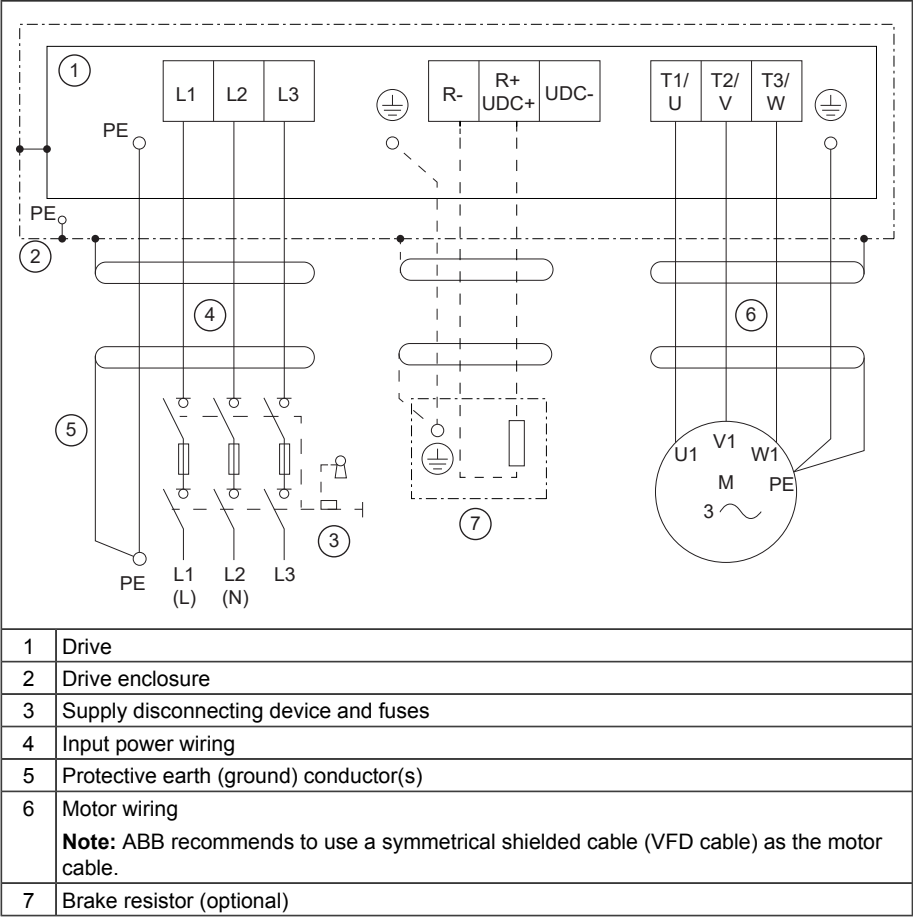 1
L1 L2 L3
R- R+ UDC+ UDC-
T1/ U T2/ V T3/ W
PE
PE
2
4
6
5
U1 V1 W1
M PE
3
7
3
PE
L1 (L) L2 (N) L3
1 Drive
2 Drive enclosure
3 Supply disconnecting device and fuses
4 Input power wiring
5 Protective earth (ground) conductor(s)
6 Motor wiring
Note: ABB recommends to use a symmetrical shielded cable (VFD cable) as the motor
cable.
7 Brake resistor (optional)